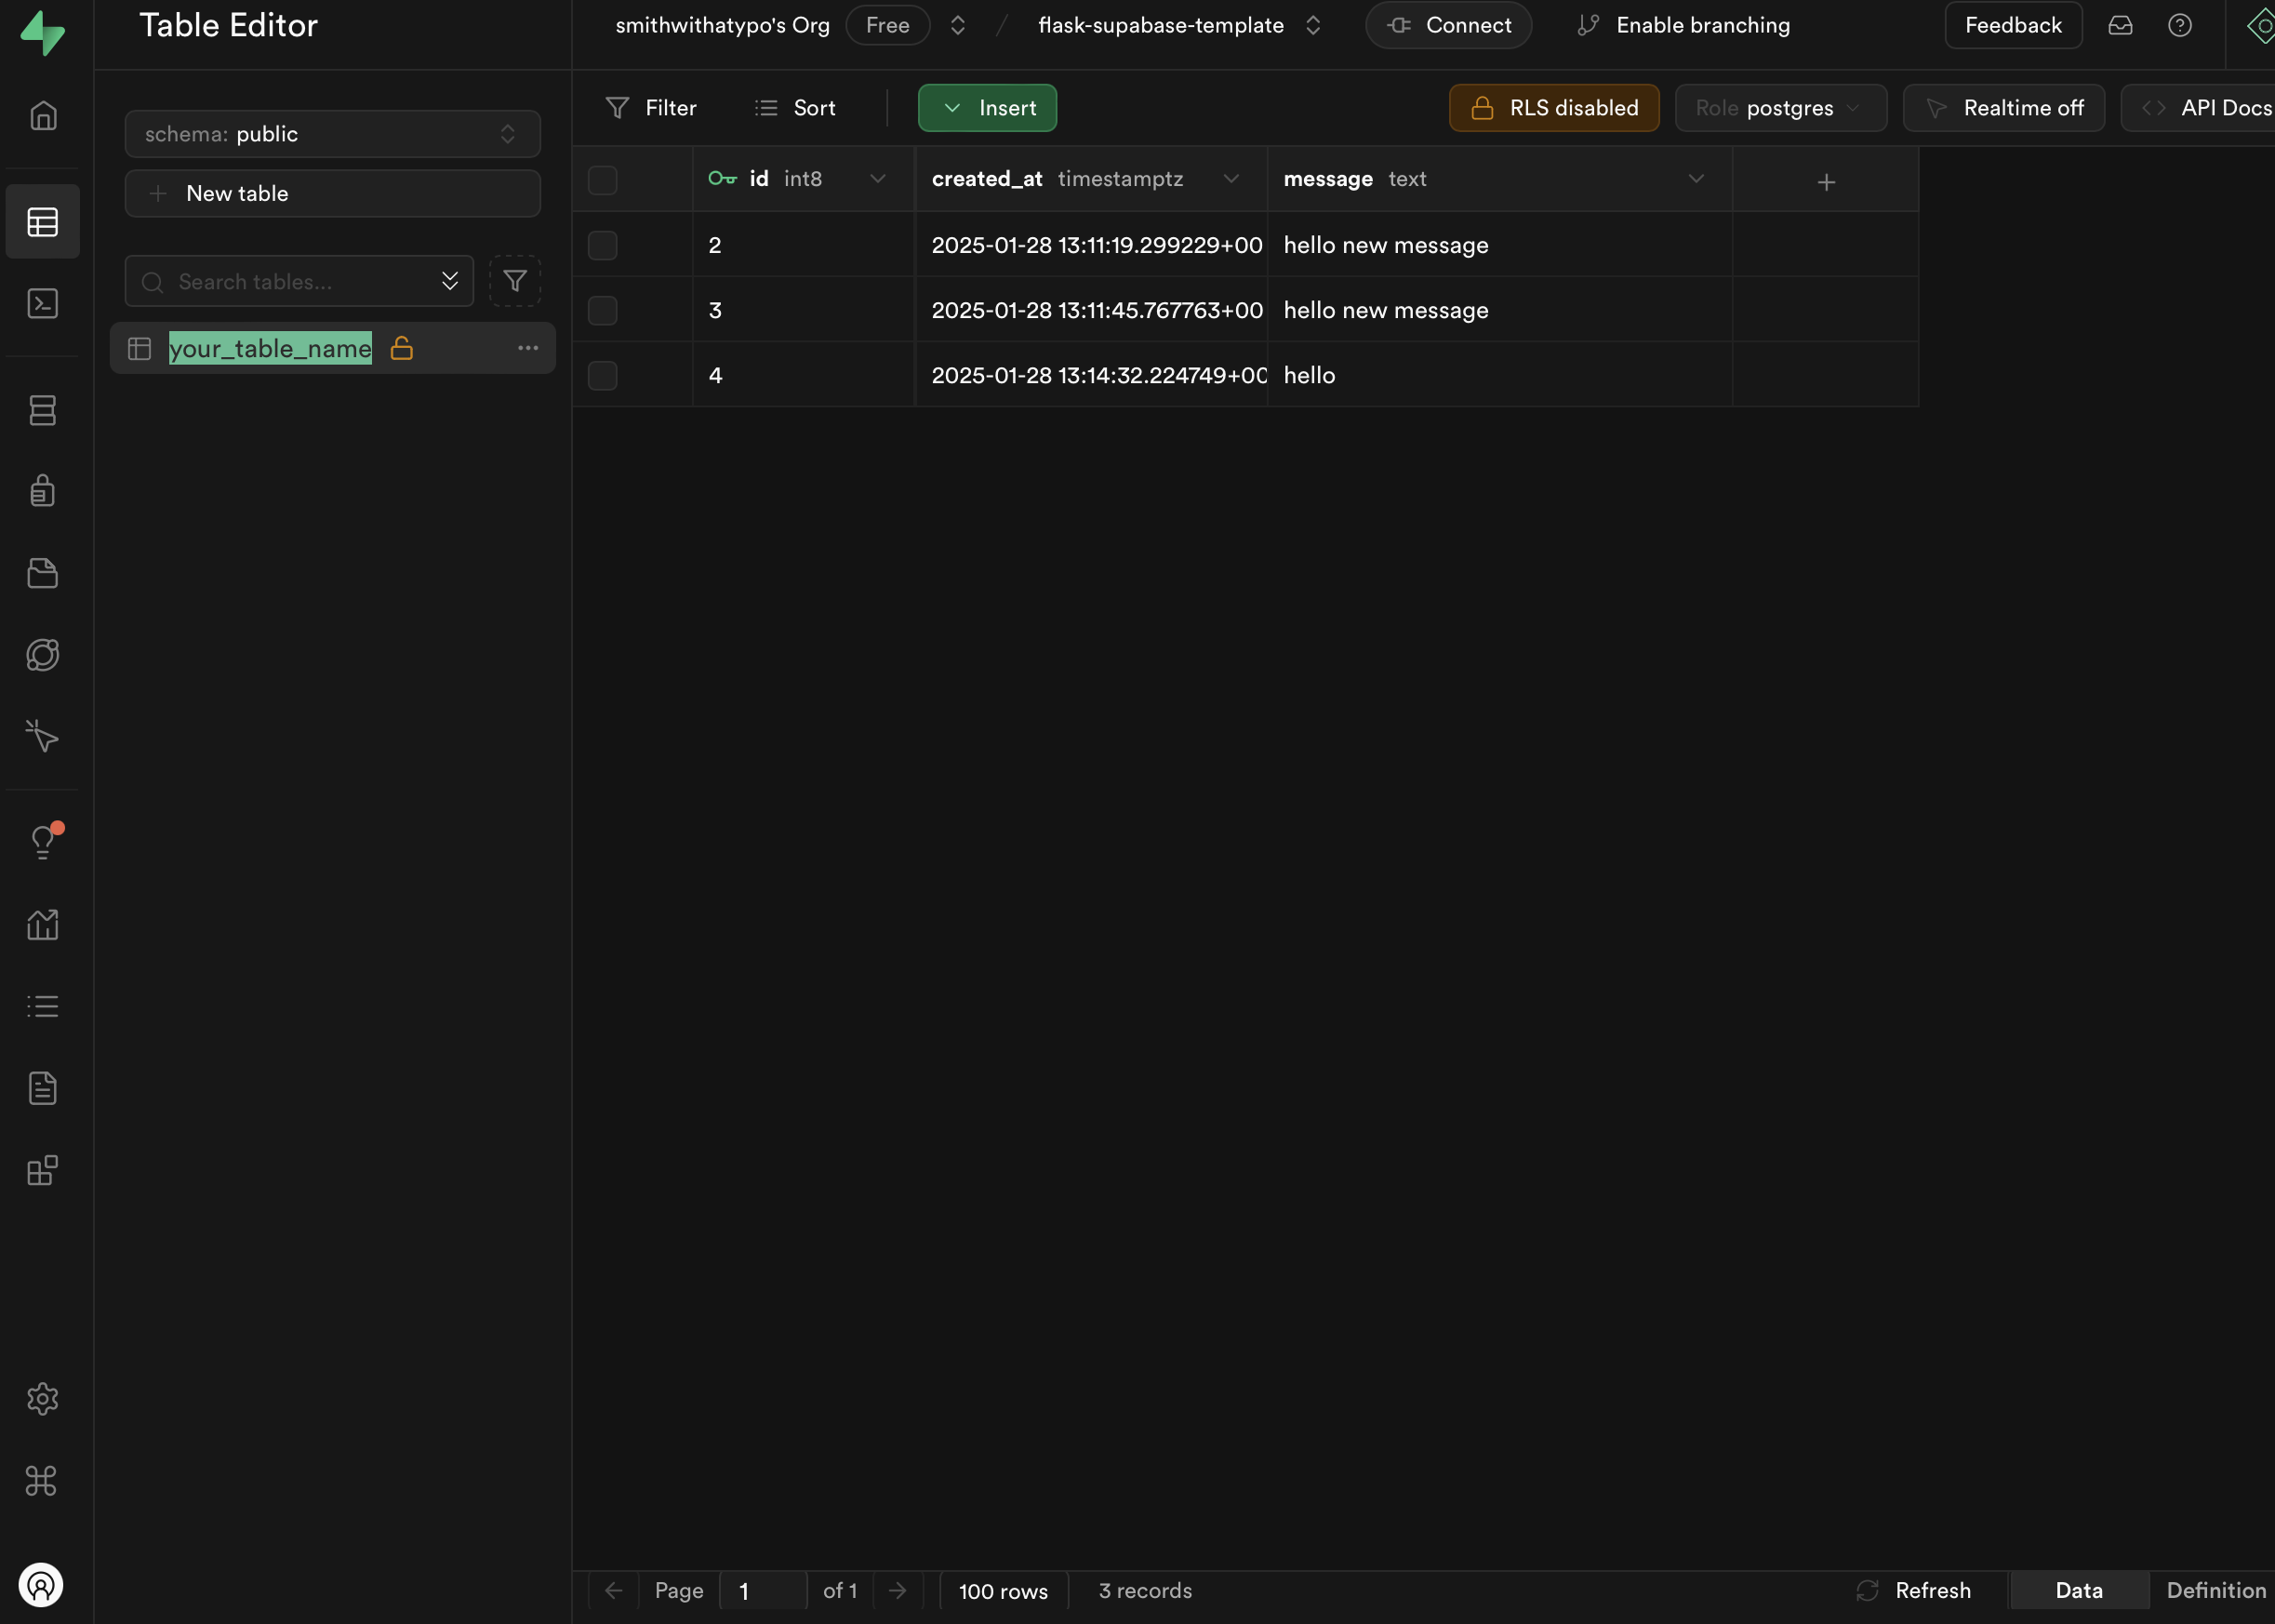 Table Editor
smithwithatypo's Org Free / flask-supabase-template Connect Enable branching Feedback
schema: public
New table
Search tables...
your_table_name
Filter Sort Insert RLS disabled Role postgres Realtime off API Docs
id int8 created_at timestamptz message text
2 2025-01-28 13:11:19.299229+00 hello new message
3 2025-01-28 13:11:45.767763+00 hello new message
4 2025-01-28 13:14:32.224749+00 hello
Page 1 of 1 100 rows 3 records Refresh Data Definition